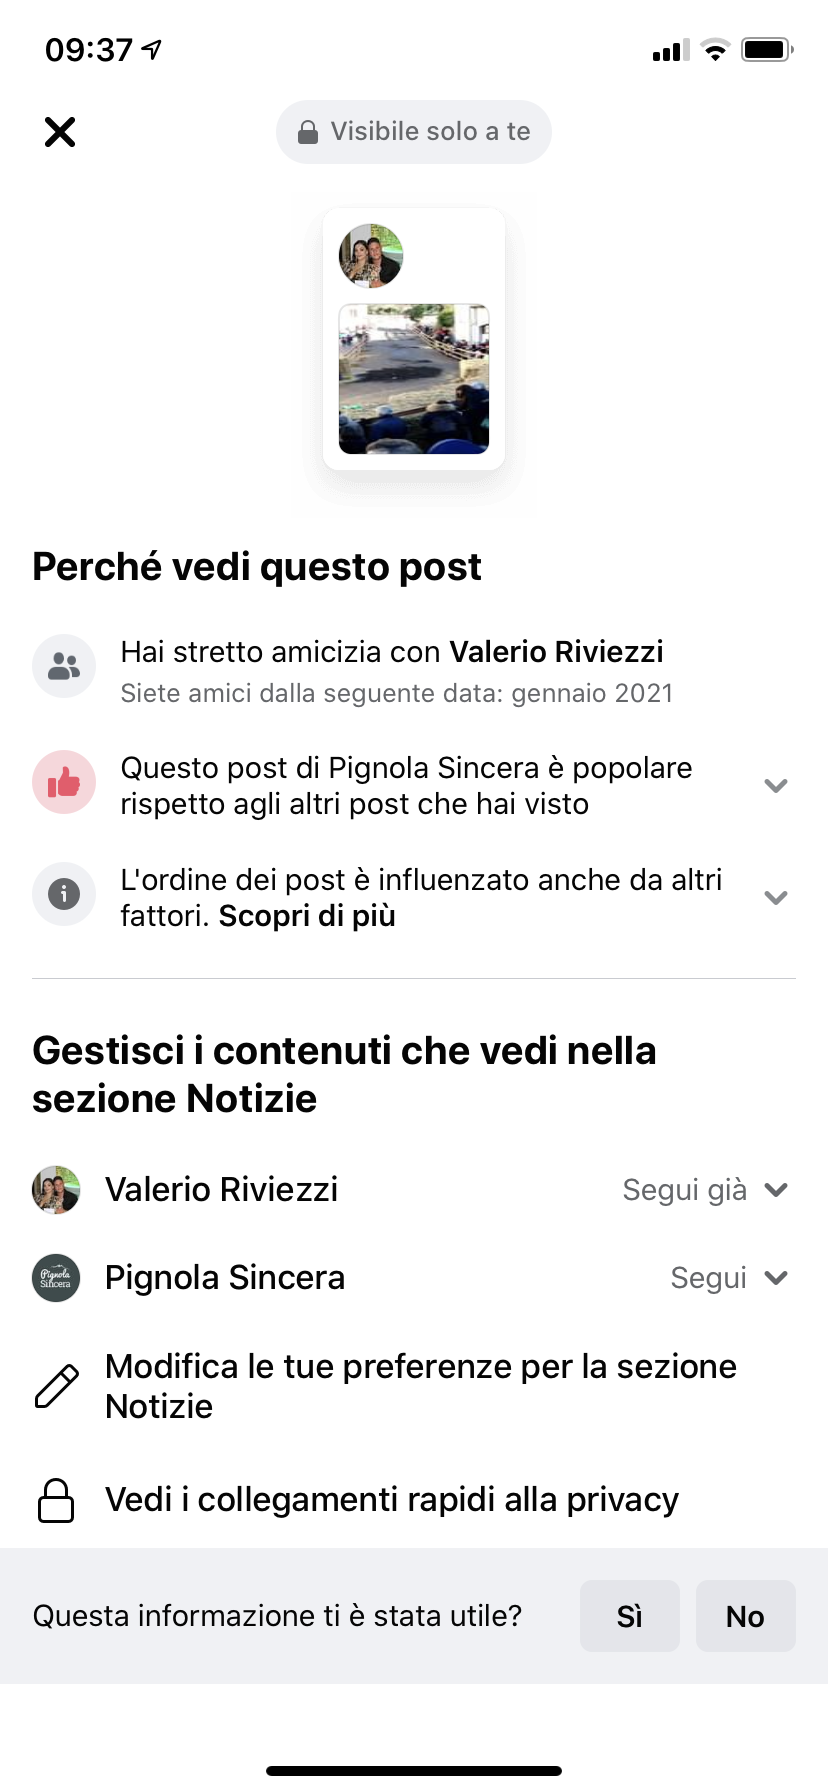 09:37
Visibile solo a te
Perché vedi questo post
Hai stretto amicizia con Valerio Riviezzi
Siete amici dalla seguente data: gennaio 2021
Questo post di Pignola Sincera è popolare
rispetto agli altri post che hai visto
L'ordine dei post è influenzato anche da altri
fattori. Scopri di più
Gestisci i contenuti che vedi nella
sezione Notizie
Valerio Riviezzi
Segui già
Pignola
Sincera
Pignola Sincera
Segui
Modifica le tue preferenze per la sezione
Notizie
Vedi i collegamenti rapidi alla privacy
Questa informazione ti è stata utile?
Sì
No